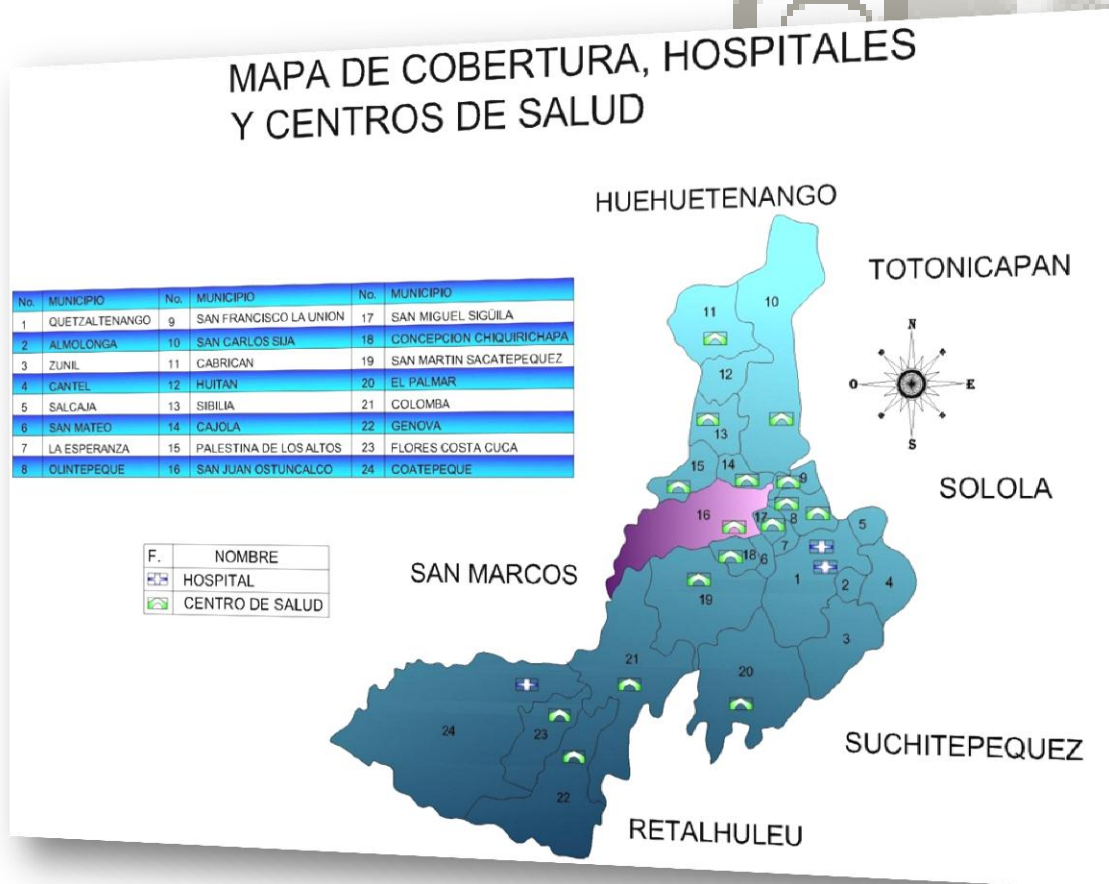 MAPA DE COBERTURA, HOSPITALES
Y CENTROS DE SALUD
HUEHUETENANGO
TOTONICAPAN
No. MUNICIPIO No. MUNICIPIO No. MUNICIPIO
1 QUETZALTENANGO 9 SAN FRANCISCO LA UNION 17 SAN MIGUEL SIGÜILA
2 ALMOLONGA 10 SAN CARLOS SIJA 18 CONCEPCION CHIQUIRICHAPA
3 ZUNIL 11 CABRICAN 19 SAN MARTIN SACATEPEQUEZ
4 CANTEL 12 HUITAN 20 EL PALMAR
5 SALCAJA 13 SIBILIA 21 COLOMBA
6 SAN MATEO 14 CAJOLA 22 GENOVA
7 LA ESPERANZA 15 PALESTINA DE LOS ALTOS 23 FLORES COSTA CUCA
8 OLINTEPEQUE 16 SAN JUAN OSTUNCALCO 24 COATEPEQUE
N
O E
S
SOLOLA
F. NOMBRE
HOSPITAL
CENTRO DE SALUD
SAN MARCOS
SUCHITEPEQUEZ
RETALHULEU
10
11
12
13
15
14
9
16
17
8
5
7
18
6
1
2
4
19
3
21
20
24
23
22